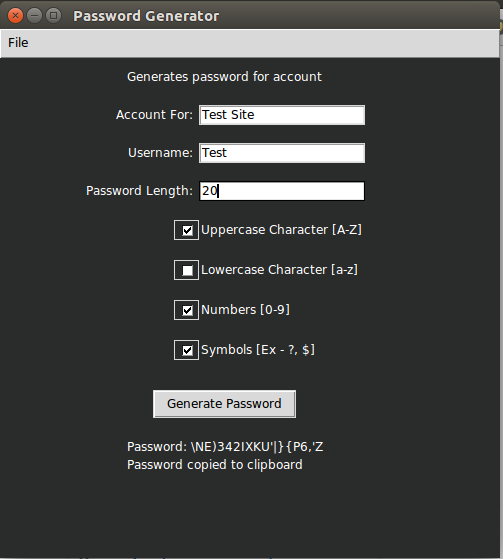 Password Generator
File
Generates password for account
Account For: Test Site
Username: Test
Password Length: 20
Uppercase Character [A-Z]
Lowercase Character [a-z]
Numbers [0-9]
Symbols [Ex - ?, $]
Generate Password
Password: \NE)342IXKU'|}{P6,'Z
Password copied to clipboard